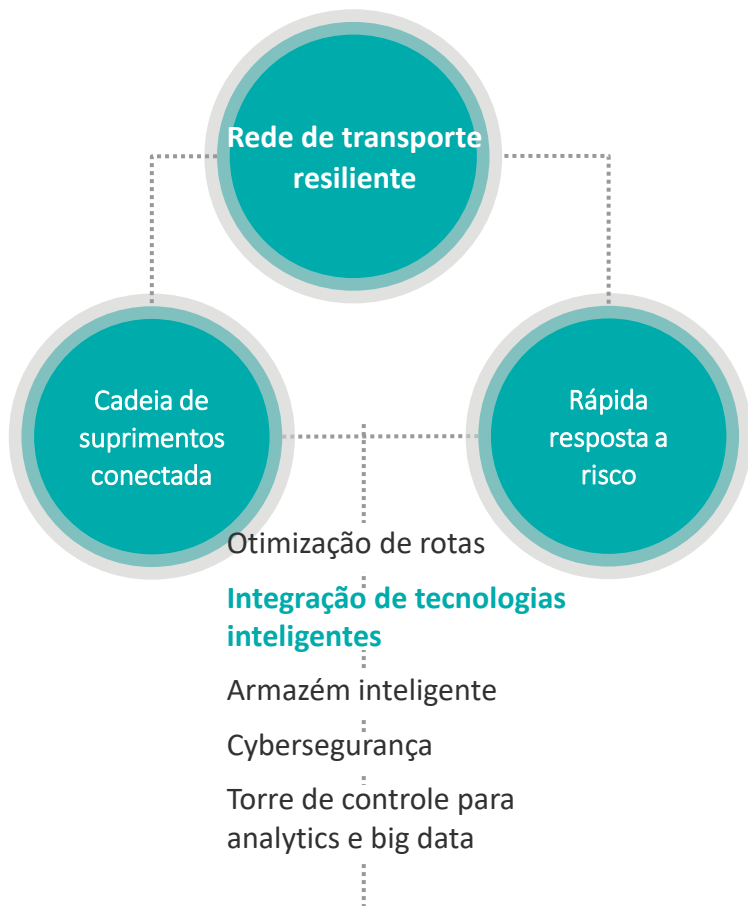 Rede de transporte
resiliente
Cadeia de
suprimentos
conectada
Rápida
resposta a
risco
Otimização de rotas
Integração de tecnologias
inteligentes
Armazém inteligente
Cybersegurança
Torre de controle para
analytics e big data